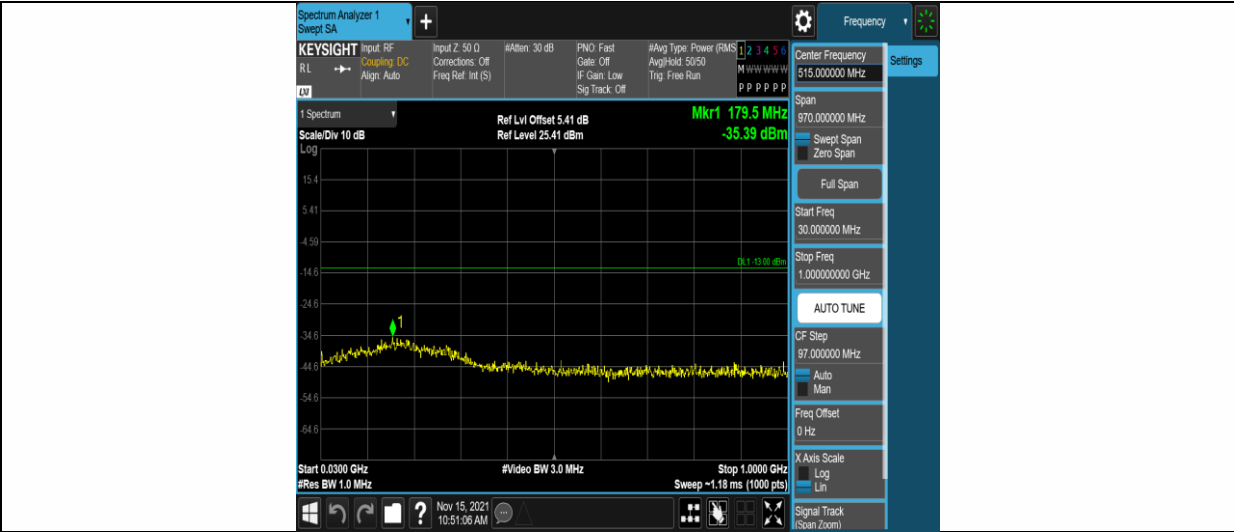 Spectrum Analyzer 1
Swept SA
+
Frequency
KEYSIGHT
RL
LXI
Input: RF
Coupling: DC
Align: Auto
Input Z: 50 Ω
Corrections: Off
Freq Ref: Int (S)
#Atten: 30 dB
PNO: Fast
Gate: Off
IF Gain: Low
Sig Track: Off
#Avg Type: Power (RMS
Avg|Hold: 50/50
Trig: Free Run
1 2 3 4 5 6
M W W W W W
P P P P P P
1 Spectrum
Scale/Div 10 dB
Log
Ref Lvl Offset 5.41 dB
Ref Level 25.41 dBm
Mkr1 179.5 MHz
-35.39 dBm
15.4
5.41
-4.59
DL1 -13.00 dBm
-14.6
-24.6
1
-34.6
-44.6
-54.6
-64.6
Start 0.0300 GHz
#Res BW 1.0 MHz
#Video BW 3.0 MHz
Stop 1.0000 GHz
Sweep ~1.18 ms (1000 pts)
?
Nov 15, 2021
10:51:06 AM
Center Frequency
515.000000 MHz
Settings
Span
970.000000 MHz
Swept Span
Zero Span
Full Span
Start Freq
30.000000 MHz
Stop Freq
1.000000000 GHz
AUTO TUNE
CF Step
97.000000 MHz
Auto
Man
Freq Offset
0 Hz
X Axis Scale
Log
Lin
Signal Track
(Span Zoom)